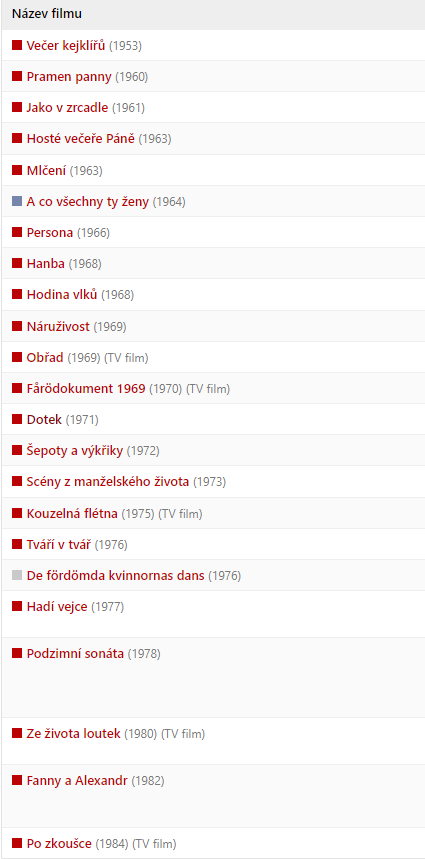 Název filmu
Večer kejklířů (1953)
Pramen panny (1960)
Jako v zrcadle (1961)
Hosté večeře Páně (1963)
Mlčení (1963)
A co všechny ty ženy (1964)
Persona (1966)
Hanba (1968)
Hodina vlků (1968)
Náruživost (1969)
Obřad (1969) (TV film)
Fårödokument 1969 (1970) (TV film)
Dotek (1971)
Šepoty a výkřiky (1972)
Scény z manželského života (1973)
Kouzelná flétna (1975) (TV film)
Tváří v tvář (1976)
De fördömda kvinnornas dans (1976)
Hadí vejce (1977)
Podzimní sonáta (1978)
Ze života loutek (1980) (TV film)
Fanny a Alexandr (1982)
Po zkoušce (1984) (TV film)